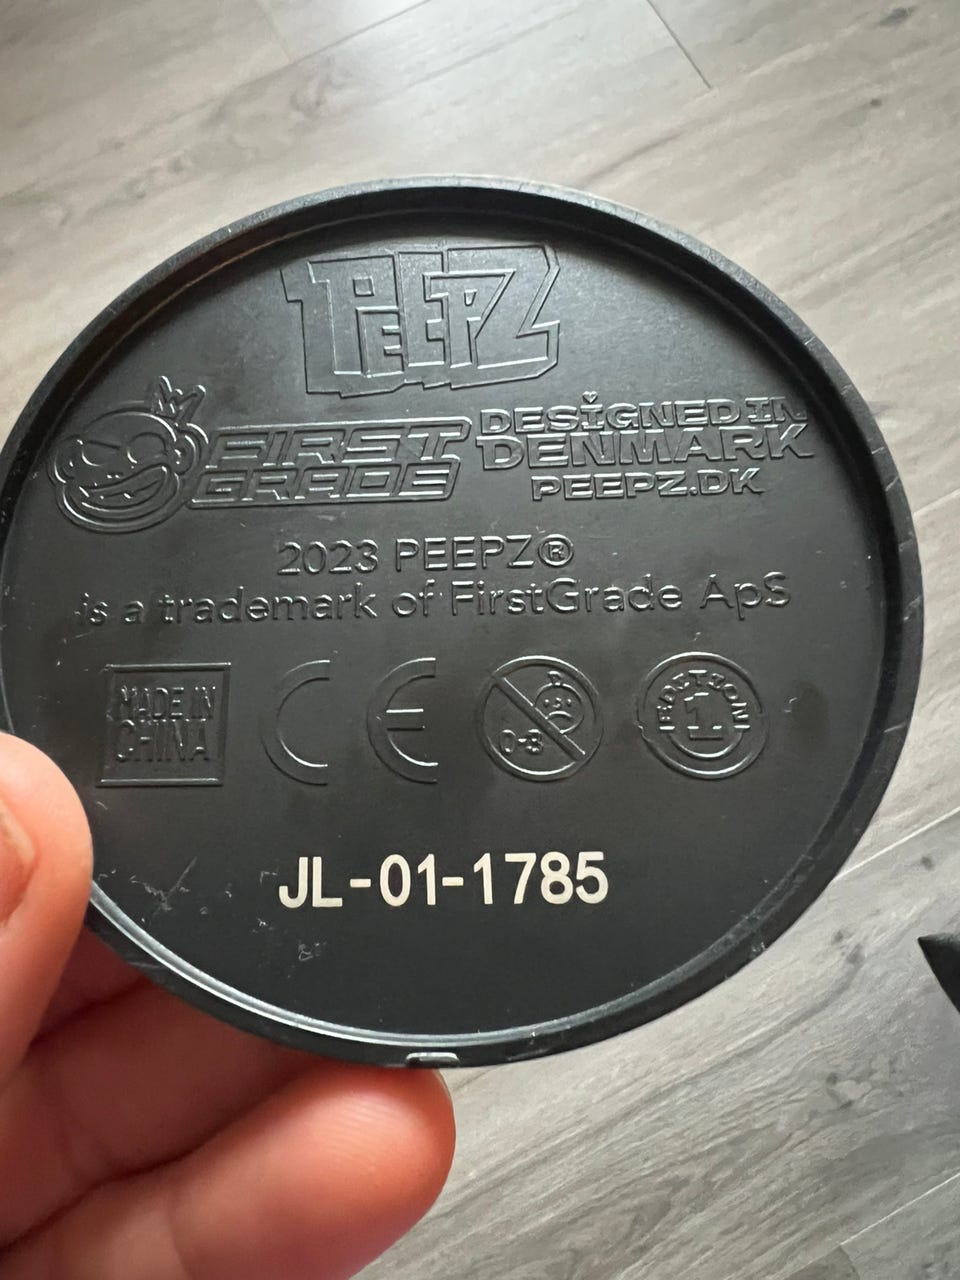 PEEPZ
FIRST GRADE
DESIGNED IN
DENMARK
PEEPZ.DK
2023 PEEPZ®
is a trademark of FirstGrade ApS
MADE IN
CHINA
CE
0-8
EDITION
1.
JL-01-1785